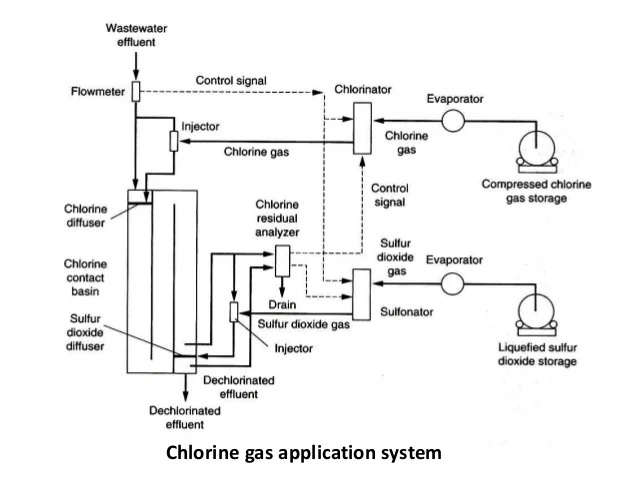 Wastewater
effluent
Flowmeter
Control signal
Chlorinator
Evaporator
Injector
Chlorine gas
Chlorine
gas
Compressed chlorine
gas storage
Chlorine
diffuser
Chlorine
residual
analyzer
Control
signal
Chlorine
contact
basin
Sulfur
dioxide
gas
Evaporator
Sulfur
dioxide
diffuser
Drain
Sulfur dioxide gas
Sulfonator
Injector
Liquefied sulfur
dioxide storage
Dechlorinated
effluent
Dechlorinated
effluent
Chlorine gas application system